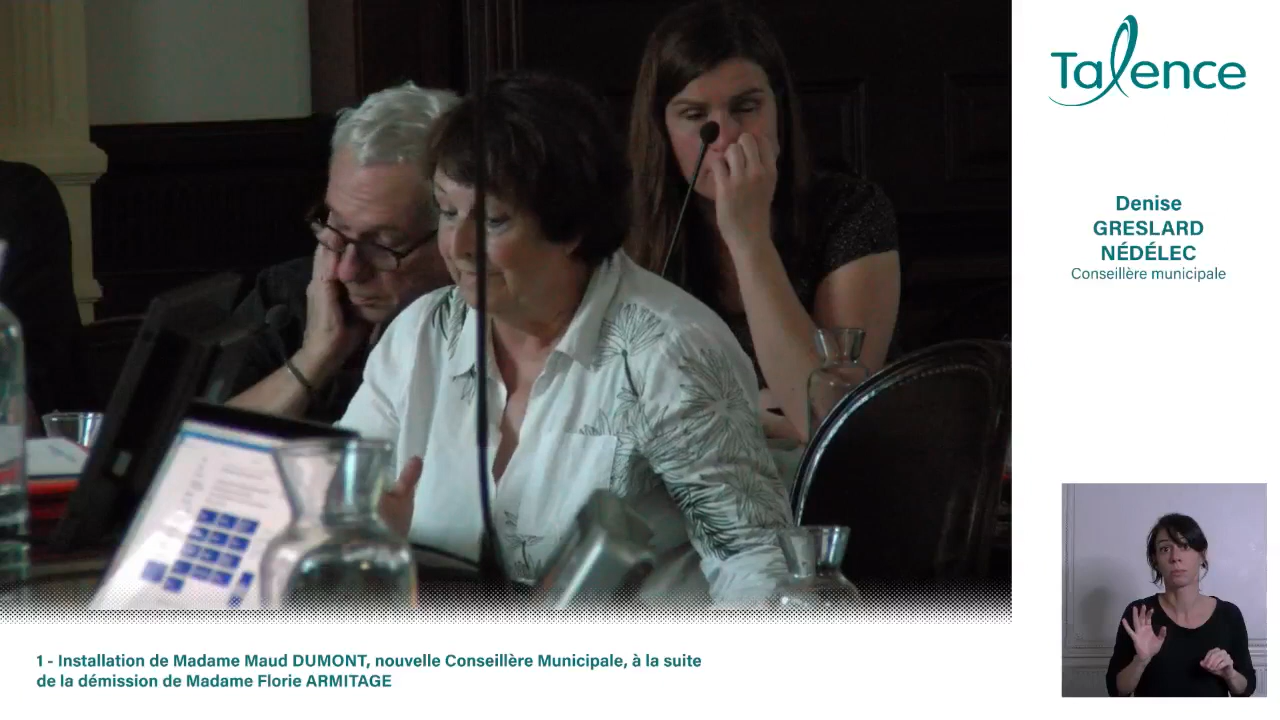 Talence
Denise
GRESLARD
NÉDÉLEC
Conseillère municipale
1 - Installation de Madame Maud DUMONT, nouvelle Conseillère Municipale, à la suite
de la démission de Madame Florie ARMITAGE